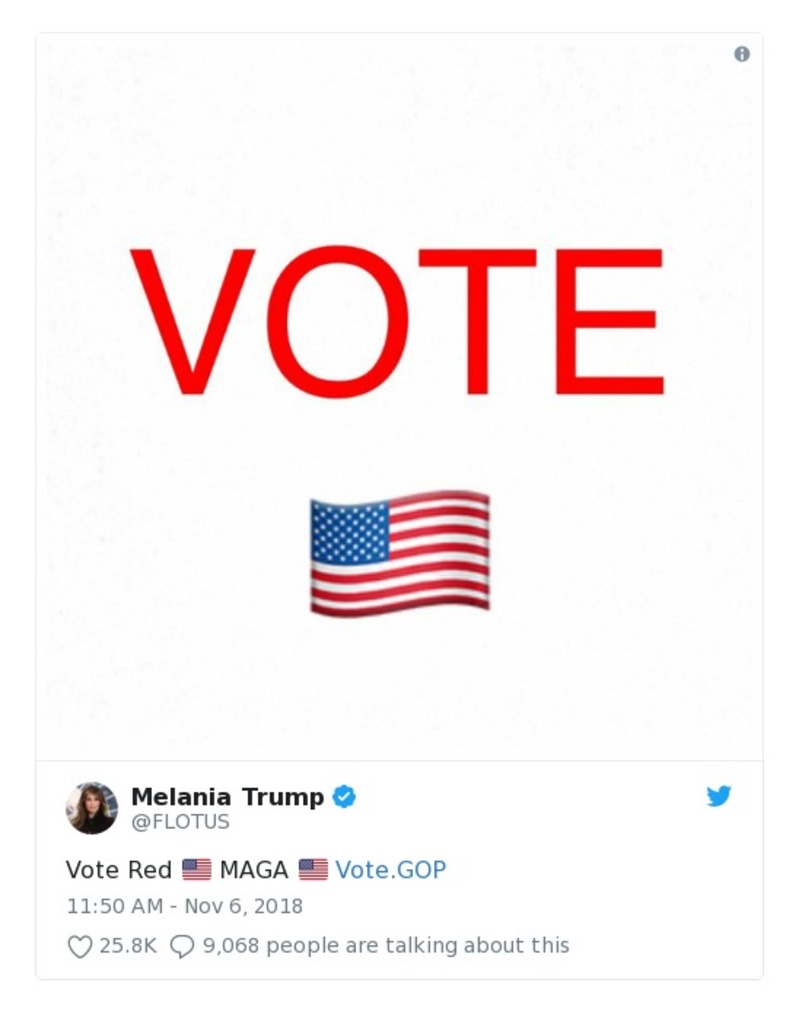 VOTE
Melania Trump
@FLOTUS
Vote Red 🇺🇸 MAGA 🇺🇸 Vote.GOP
11:50 AM - Nov 6, 2018
25.8K 9,068 people are talking about this